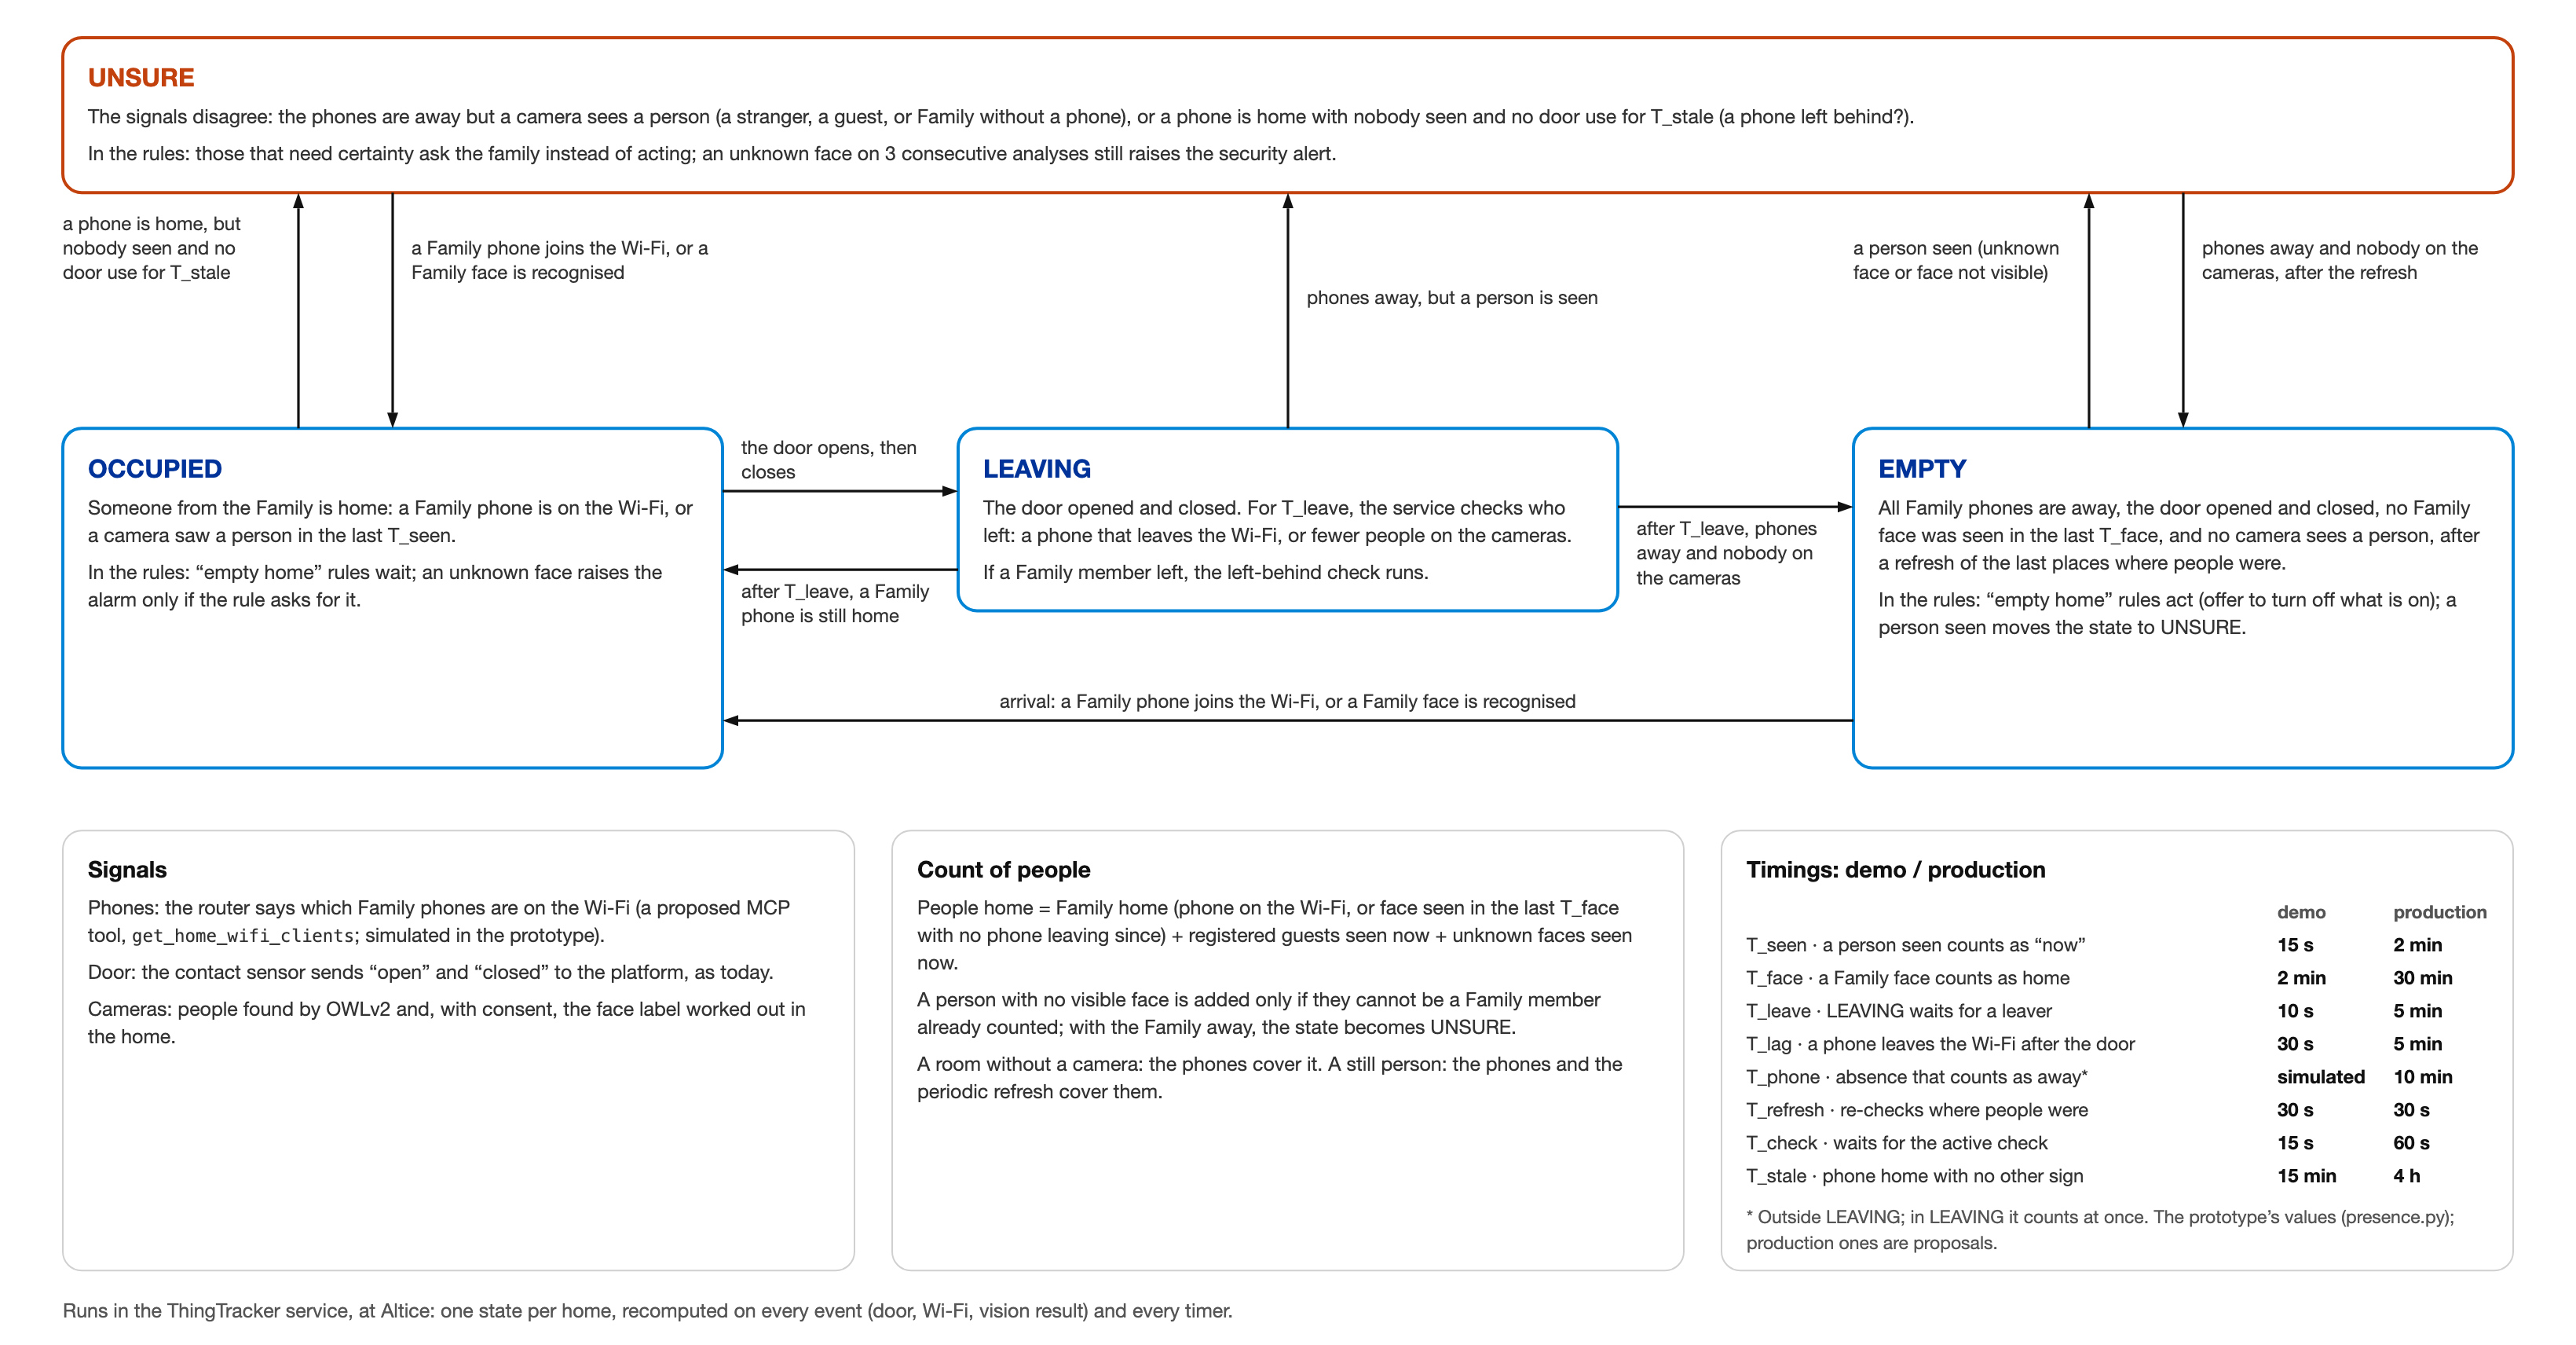 UNSURE
The signals disagree: the phones are away but a camera sees a person (a stranger, a guest, or Family without a phone), or a phone is home with nobody seen and no door use for T_stale (a phone left behind?).
In the rules: those that need certainty ask the family instead of acting; an unknown face on 3 consecutive analyses still raises the security alert.
a phone is home, but
nobody seen and no
door use for T_stale
a Family phone joins the Wi-Fi, or a
Family face is recognised
phones away, but a person is seen
a person seen (unknown
face or face not visible)
phones away and nobody on the
cameras, after the refresh
OCCUPIED
Someone from the Family is home: a Family phone is on the Wi-Fi, or
a camera saw a person in the last T_seen.
In the rules: “empty home” rules wait; an unknown face raises the
alarm only if the rule asks for it.
the door opens, then
closes
after T_leave, a Family
phone is still home
LEAVING
The door opened and closed. For T_leave, the service checks who
left: a phone that leaves the Wi-Fi, or fewer people on the cameras.
If a Family member left, the left-behind check runs.
after T_leave, phones
away and nobody on
the cameras
EMPTY
All Family phones are away, the door opened and closed, no Family
face was seen in the last T_face, and no camera sees a person, after
a refresh of the last places where people were.
In the rules: “empty home” rules act (offer to turn off what is on); a
person seen moves the state to UNSURE.
arrival: a Family phone joins the Wi-Fi, or a Family face is recognised
Signals
Phones: the router says which Family phones are on the Wi-Fi (a proposed MCP
tool, get_home_wifi_clients; simulated in the prototype).
Door: the contact sensor sends “open” and “closed” to the platform, as today.
Cameras: people found by OWLv2 and, with consent, the face label worked out in
the home.
Count of people
People home = Family home (phone on the Wi-Fi, or face seen in the last T_face
with no phone leaving since) + registered guests seen now + unknown faces seen
now.
A person with no visible face is added only if they cannot be a Family member
already counted; with the Family away, the state becomes UNSURE.
A room without a camera: the phones cover it. A still person: the phones and the
periodic refresh cover them.
Timings: demo / production
demo production
T_seen · a person seen counts as “now” 15 s 2 min
T_face · a Family face counts as home 2 min 30 min
T_leave · LEAVING waits for a leaver 10 s 5 min
T_lag · a phone leaves the Wi-Fi after the door 30 s 5 min
T_phone · absence that counts as away* simulated 10 min
T_refresh · re-checks where people were 30 s 30 s
T_check · waits for the active check 15 s 60 s
T_stale · phone home with no other sign 15 min 4 h
* Outside LEAVING; in LEAVING it counts at once. The prototype’s values (presence.py);
production ones are proposals.
Runs in the ThingTracker service, at Altice: one state per home, recomputed on every event (door, Wi-Fi, vision result) and every timer.